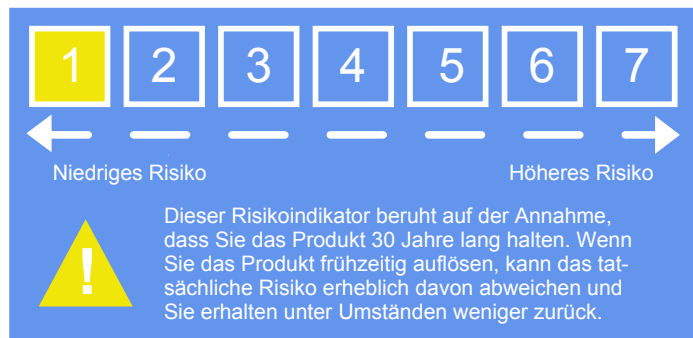 1 2 3 4 5 6 7
Niedriges Risiko Höheres Risiko
!
Dieser Risikoindikator beruht auf der Annahme,
dass Sie das Produkt 30 Jahre lang halten. Wenn
Sie das Produkt frühzeitig auflösen, kann das tat-
sächliche Risiko erheblich davon abweichen und
Sie erhalten unter Umständen weniger zurück.